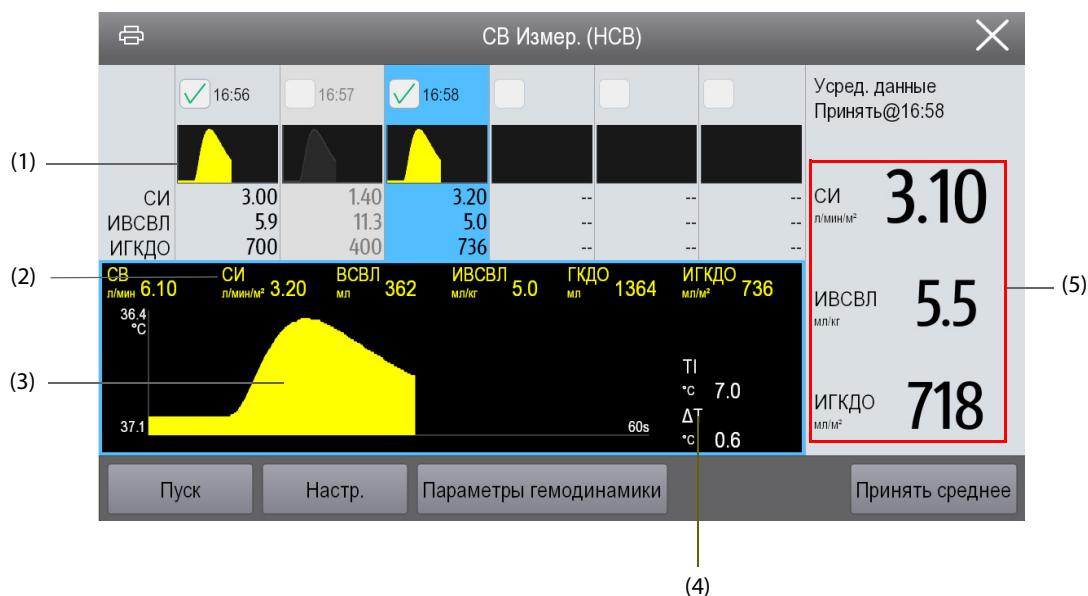 СВ Измер. (НСВ)
16:56 16:57 16:58
Усред. данные
Принять@16:58
(1)
СИ 3.00 1.40 3.20 -- -- --
ИВСВЛ 5.9 11.3 5.0 -- -- --
ИГКДО 700 400 736 -- -- --
СИ
л/мин/м² 3.10
(2)
СВ СИ ВСВЛ ИВСВЛ ГКДО ИГКДО
л/мин 6.10 л/мин/м² 3.20 мл 362 мл/кг 5.0 мл 1364 мл/м² 736
ИВСВЛ
мл/кг 5.5
(5)
36.4
°C
(3)
TI
°C 7.0
ΔT
°C 0.6
37.1 60s
ИГКДО
мл/м² 718
Пуск Настр. Параметры гемодинамики Принять среднее
(4)